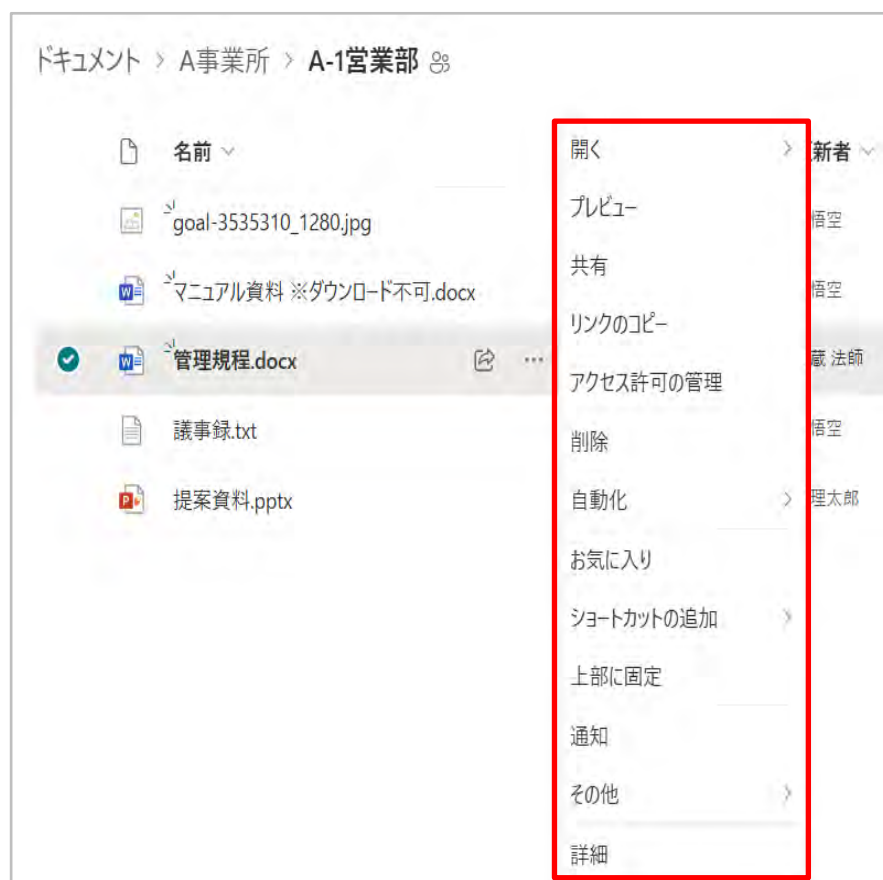 ドキュメント > A事業所 > A-1営業部
名前
新者
goal-3535310_1280.jpg
悟空
マニュアル資料 ※ダウンロード不可.docx
悟空
管理規程.docx
蔵 法師
議事録.txt
悟空
提案資料.pptx
理太郎
開く
プレビュー
共有
リンクのコピー
アクセス許可の管理
削除
自動化
お気に入り
ショートカットの追加
上部に固定
通知
その他
詳細